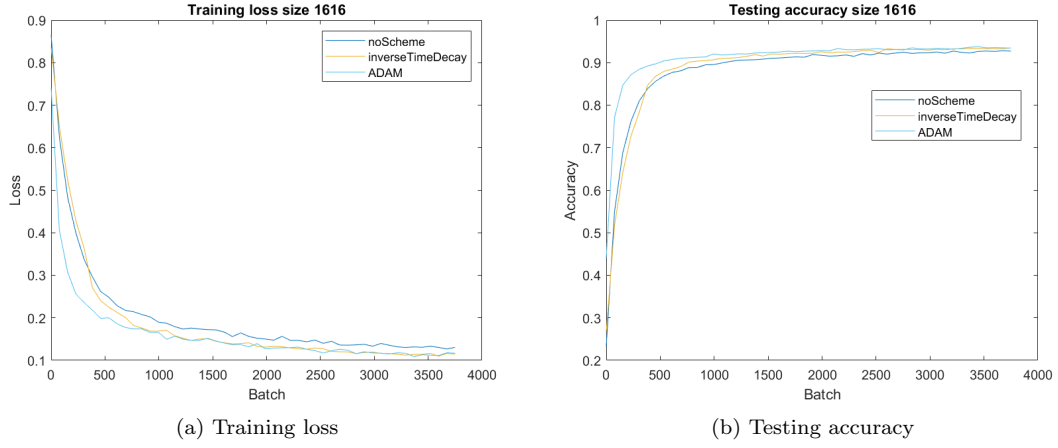 Training loss size 1616
0.9
0.8
0.7
0.6
0.5
0.4
0.3
0.2
0.1
Loss
0 500 1000 1500 2000 2500 3000 3500 4000
Batch
noScheme
inverseTimeDecay
ADAM
(a) Training loss
Testing accuracy size 1616
1
0.9
0.8
0.7
0.6
0.5
0.4
0.3
0.2
Accuracy
0 500 1000 1500 2000 2500 3000 3500 4000
Batch
noScheme
inverseTimeDecay
ADAM
(b) Testing accuracy